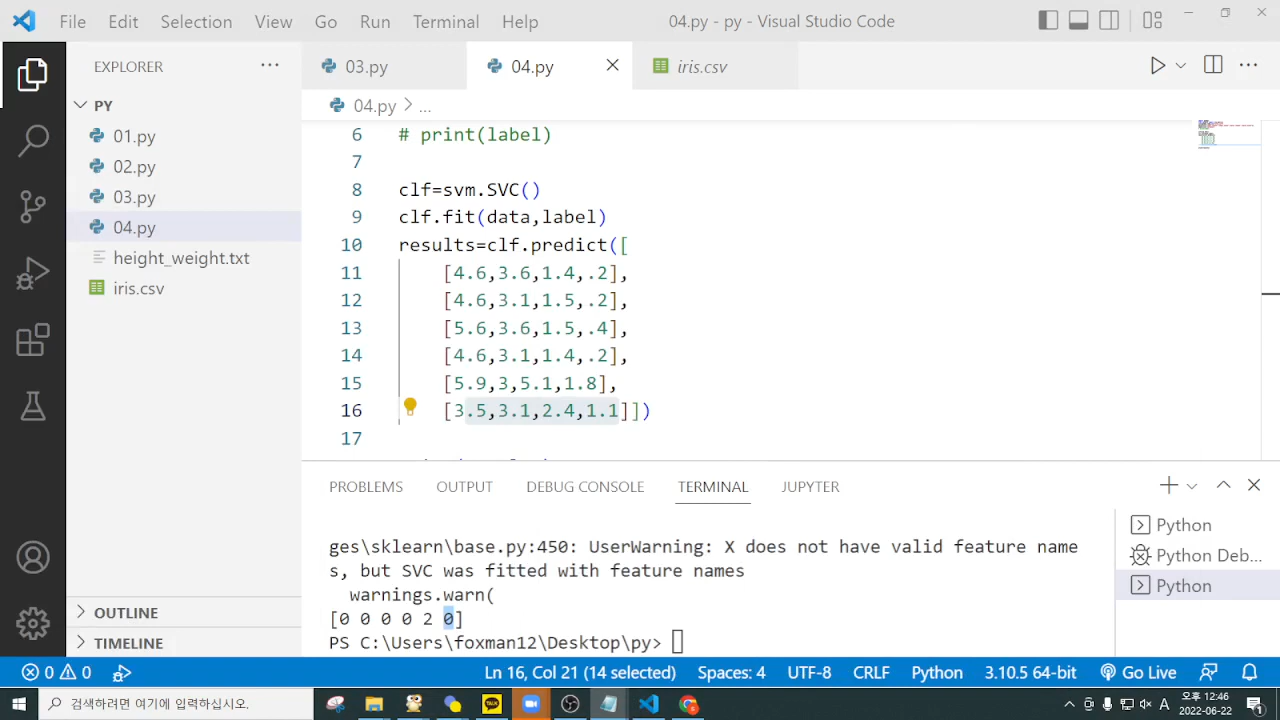 File Edit Selection View Go Run Terminal Help 04.py - py - Visual Studio Code
EXPLORER
PY
01.py
02.py
03.py
04.py
height_weight.txt
iris.csv
OUTLINE
TIMELINE
03.py 04.py iris.csv
04.py > ...
6 # print(label)
7
8 clf=svm.SVC()
9 clf.fit(data,label)
10 results=clf.predict([
11 [4.6,3.6,1.4,.2],
12 [4.6,3.1,1.5,.2],
13 [5.6,3.6,1.5,.4],
14 [4.6,3.1,1.4,.2],
15 [5.9,3,5.1,1.8],
16 [3.5,3.1,2.4,1.1]])
17
PROBLEMS OUTPUT DEBUG CONSOLE TERMINAL JUPYTER
ges\sklearn\base.py:450: UserWarning: X does not have valid feature name
s, but SVC was fitted with feature names
warnings.warn(
[0 0 0 0 2 0]
PS C:\Users\foxman12\Desktop\py>
Python
Python Deb...
Python
0 0 Ln 16, Col 21 (14 selected) Spaces: 4 UTF-8 CRLF Python 3.10.5 64-bit Go Live
검색하려면 여기에 입력하십시오. TALK A 오후 12:46
2022-06-22 1